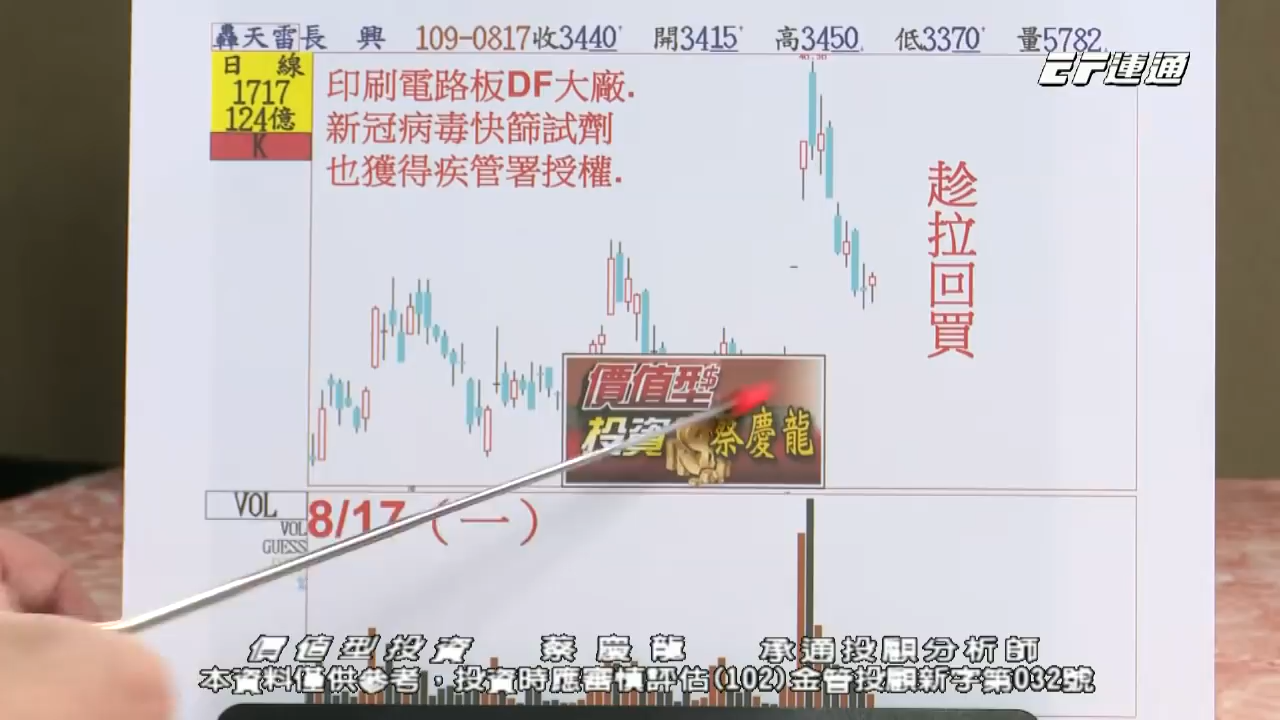 轟天雷長 興 109-0817收3440 開3415 高3450 低3370 量5782
EF運通
日 線
1717
124億
K
印刷電路板DF大廠.
新冠病毒快篩試劑
也獲得疾管署授權.
趁拉回買
價值型
投資 蔡慶龍
VOL
8/17 (一)
VOL
GUESS
價值型投資 蔡慶龍 承通投顧分析師
本資料僅供參考，投資時應審慎評估(102)金管投顧新字第032號